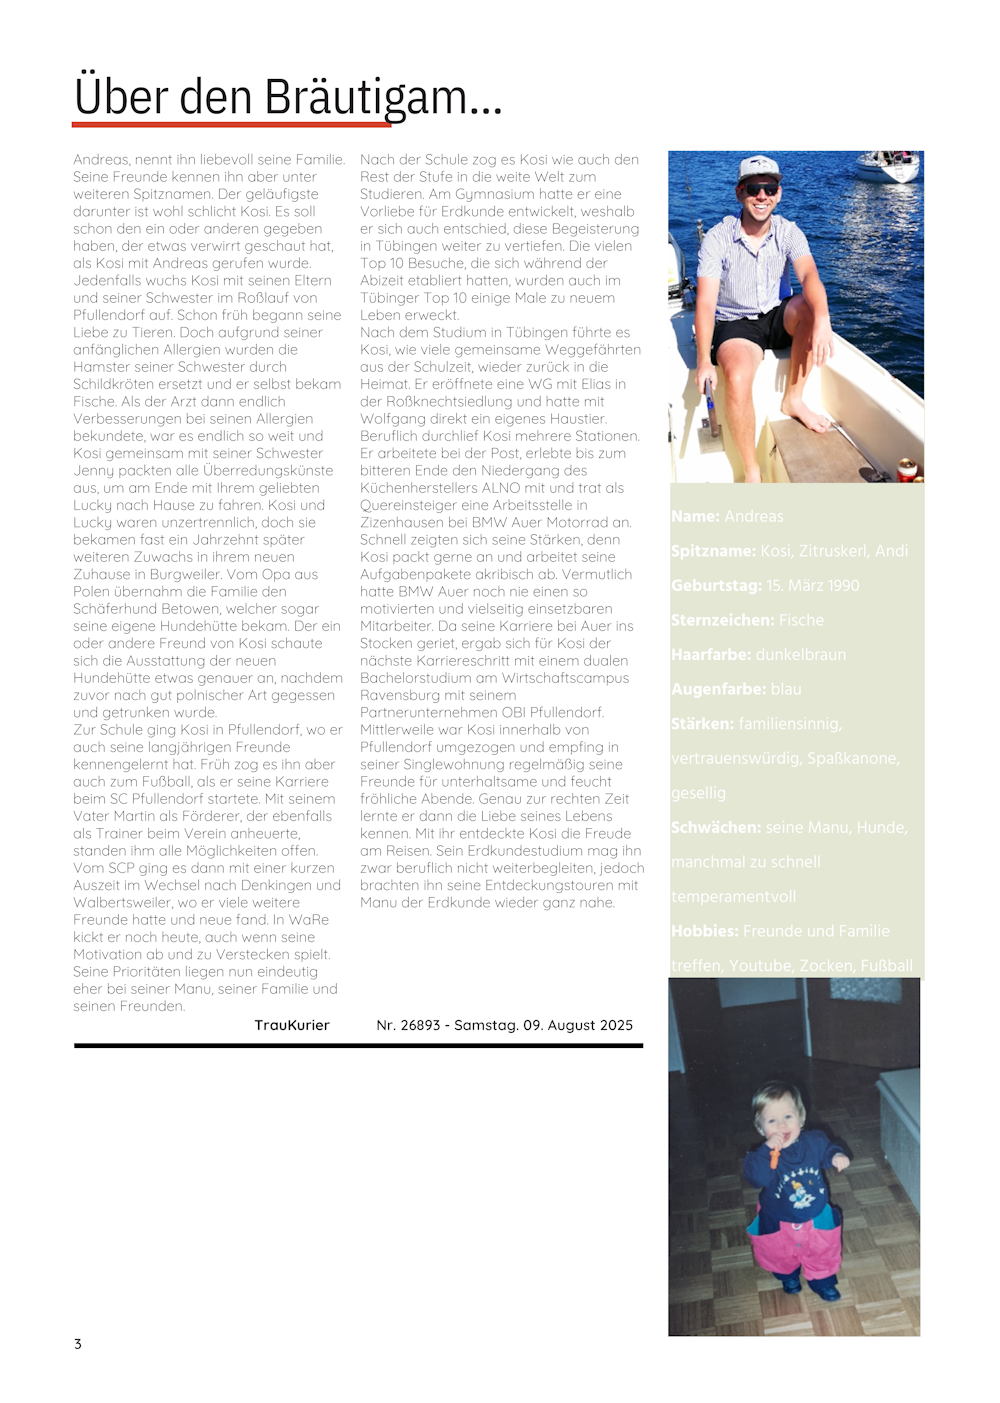 Über den Bräutigam...
Andreas, nennt ihn liebevoll seine Familie.
Seine Freunde kennen ihn aber unter
weiteren Spitznamen. Der geläufigste
darunter ist wohl schlicht Kosi. Es soll
schon den ein oder anderen gegeben
haben, der etwas verwirrt geschaut hat,
als Kosi mit Andreas gerufen wurde.
Jedenfalls wuchs Kosi mit seinen Eltern
und seiner Schwester im Roßlauf von
Pfullendorf auf. Schon früh begann seine
Liebe zu Tieren. Doch aufgrund seiner
anfänglichen Allergien wurden die
Hamster seiner Schwester durch
Schildkröten ersetzt und er selbst bekam
Fische. Als der Arzt dann endlich
Verbesserungen bei seinen Allergien
bekundete, war es endlich so weit und
Kosi gemeinsam mit seiner Schwester
Jenny packten alle Überredungskünste
aus, um am Ende mit Ihrem geliebten
Lucky nach Hause zu fahren. Kosi und
Lucky waren unzertrennlich, doch sie
bekamen fast ein Jahrzehnt später
weiteren Zuwachs in ihrem neuen
Zuhause in Burgweiler. Vom Opa aus
Polen übernahm die Familie den
Schäferhund Betowen, welcher sogar
seine eigene Hundehütte bekam. Der ein
oder andere Freund von Kosi schaute
sich die Ausstattung der neuen
Hundehütte etwas genauer an, nachdem
zuvor nach gut polnischer Art gegessen
und getrunken wurde.
Zur Schule ging Kosi in Pfullendorf, wo er
auch seine langjährigen Freunde
kennengelernt hat. Früh zog es ihn aber
auch zum Fußball, als er seine Karriere
beim SC Pfullendorf startete. Mit seinem
Vater Martin als Förderer, der ebenfalls
als Trainer beim Verein anheuerte,
standen ihm alle Möglichkeiten offen.
Vom SCP ging es dann mit einer kurzen
Auszeit im Wechsel nach Denkingen und
Walbertsweiler, wo er viele weitere
Freunde hatte und neue fand. In WaRe
kickt er noch heute, auch wenn seine
Motivation ab und zu Verstecken spielt.
Seine Prioritäten liegen nun eindeutig
eher bei seiner Manu, seiner Familie und
seinen Freunden.
Nach der Schule zog es Kosi wie auch den
Rest der Stufe in die weite Welt zum
Studieren. Am Gymnasium hatte er eine
Vorliebe für Erdkunde entwickelt, weshalb
er sich auch entschied, diese Begeisterung
in Tübingen weiter zu vertiefen. Die vielen
Top 10 Besuche, die sich während der
Abizeit etabliert hatten, wurden auch im
Tübinger Top 10 einige Male zu neuem
Leben erweckt.
Nach dem Studium in Tübingen führte es
Kosi, wie viele gemeinsame Weggefährten
aus der Schulzeit, wieder zurück in die
Heimat. Er eröffnete eine WG mit Elias in
der Roßknechtsiedlung und hatte mit
Wolfgang direkt ein eigenes Haustier.
Beruflich durchlief Kosi mehrere Stationen.
Er arbeitete bei der Post, erlebte bis zum
bitteren Ende den Niedergang des
Küchenherstellers ALNO mit und trat als
Quereinsteiger eine Arbeitsstelle in
Zizenhausen bei BMW Auer Motorrad an.
Schnell zeigten sich seine Stärken, denn
Kosi packt gerne an und arbeitet seine
Aufgabenpakete akribisch ab. Vermutlich
hatte BMW Auer noch nie einen so
motivierten und vielseitig einsetzbaren
Mitarbeiter. Da seine Karriere bei Auer ins
Stocken geriet, ergab sich für Kosi der
nächste Karriereschritt mit einem dualen
Bachelorstudium am Wirtschaftscampus
Ravensburg mit seinem
Partnerunternehmen OBI Pfullendorf.
Mittlerweile war Kosi innerhalb von
Pfullendorf umgezogen und empfing in
seiner Singlewohnung regelmäßig seine
Freunde für unterhaltsame und feucht
fröhliche Abende. Genau zur rechten Zeit
lernte er dann die Liebe seines Lebens
kennen. Mit ihr entdeckte Kosi die Freude
am Reisen. Sein Erdkundestudium mag ihn
zwar beruflich nicht weiterbegleiten, jedoch
brachten ihn seine Entdeckungstouren mit
Manu der Erdkunde wieder ganz nahe.
Name: Andreas
Spitzname: Kosi, Zitruskerl, Andi
Geburtstag: 15. März 1990
Sternzeichen: Fische
Haarfarbe: dunkelbraun
Augenfarbe: blau
Stärken: familiensinnig,
vertrauenswürdig, Spaßkanone,
gesellig
Schwächen: seine Manu, Hunde,
manchmal zu schnell
temperamentvoll
Hobbies: Freunde und Familie
treffen, Youtube, Zocken, Fußball
TrauKurier Nr. 26893 - Samstag. 09. August 2025
3